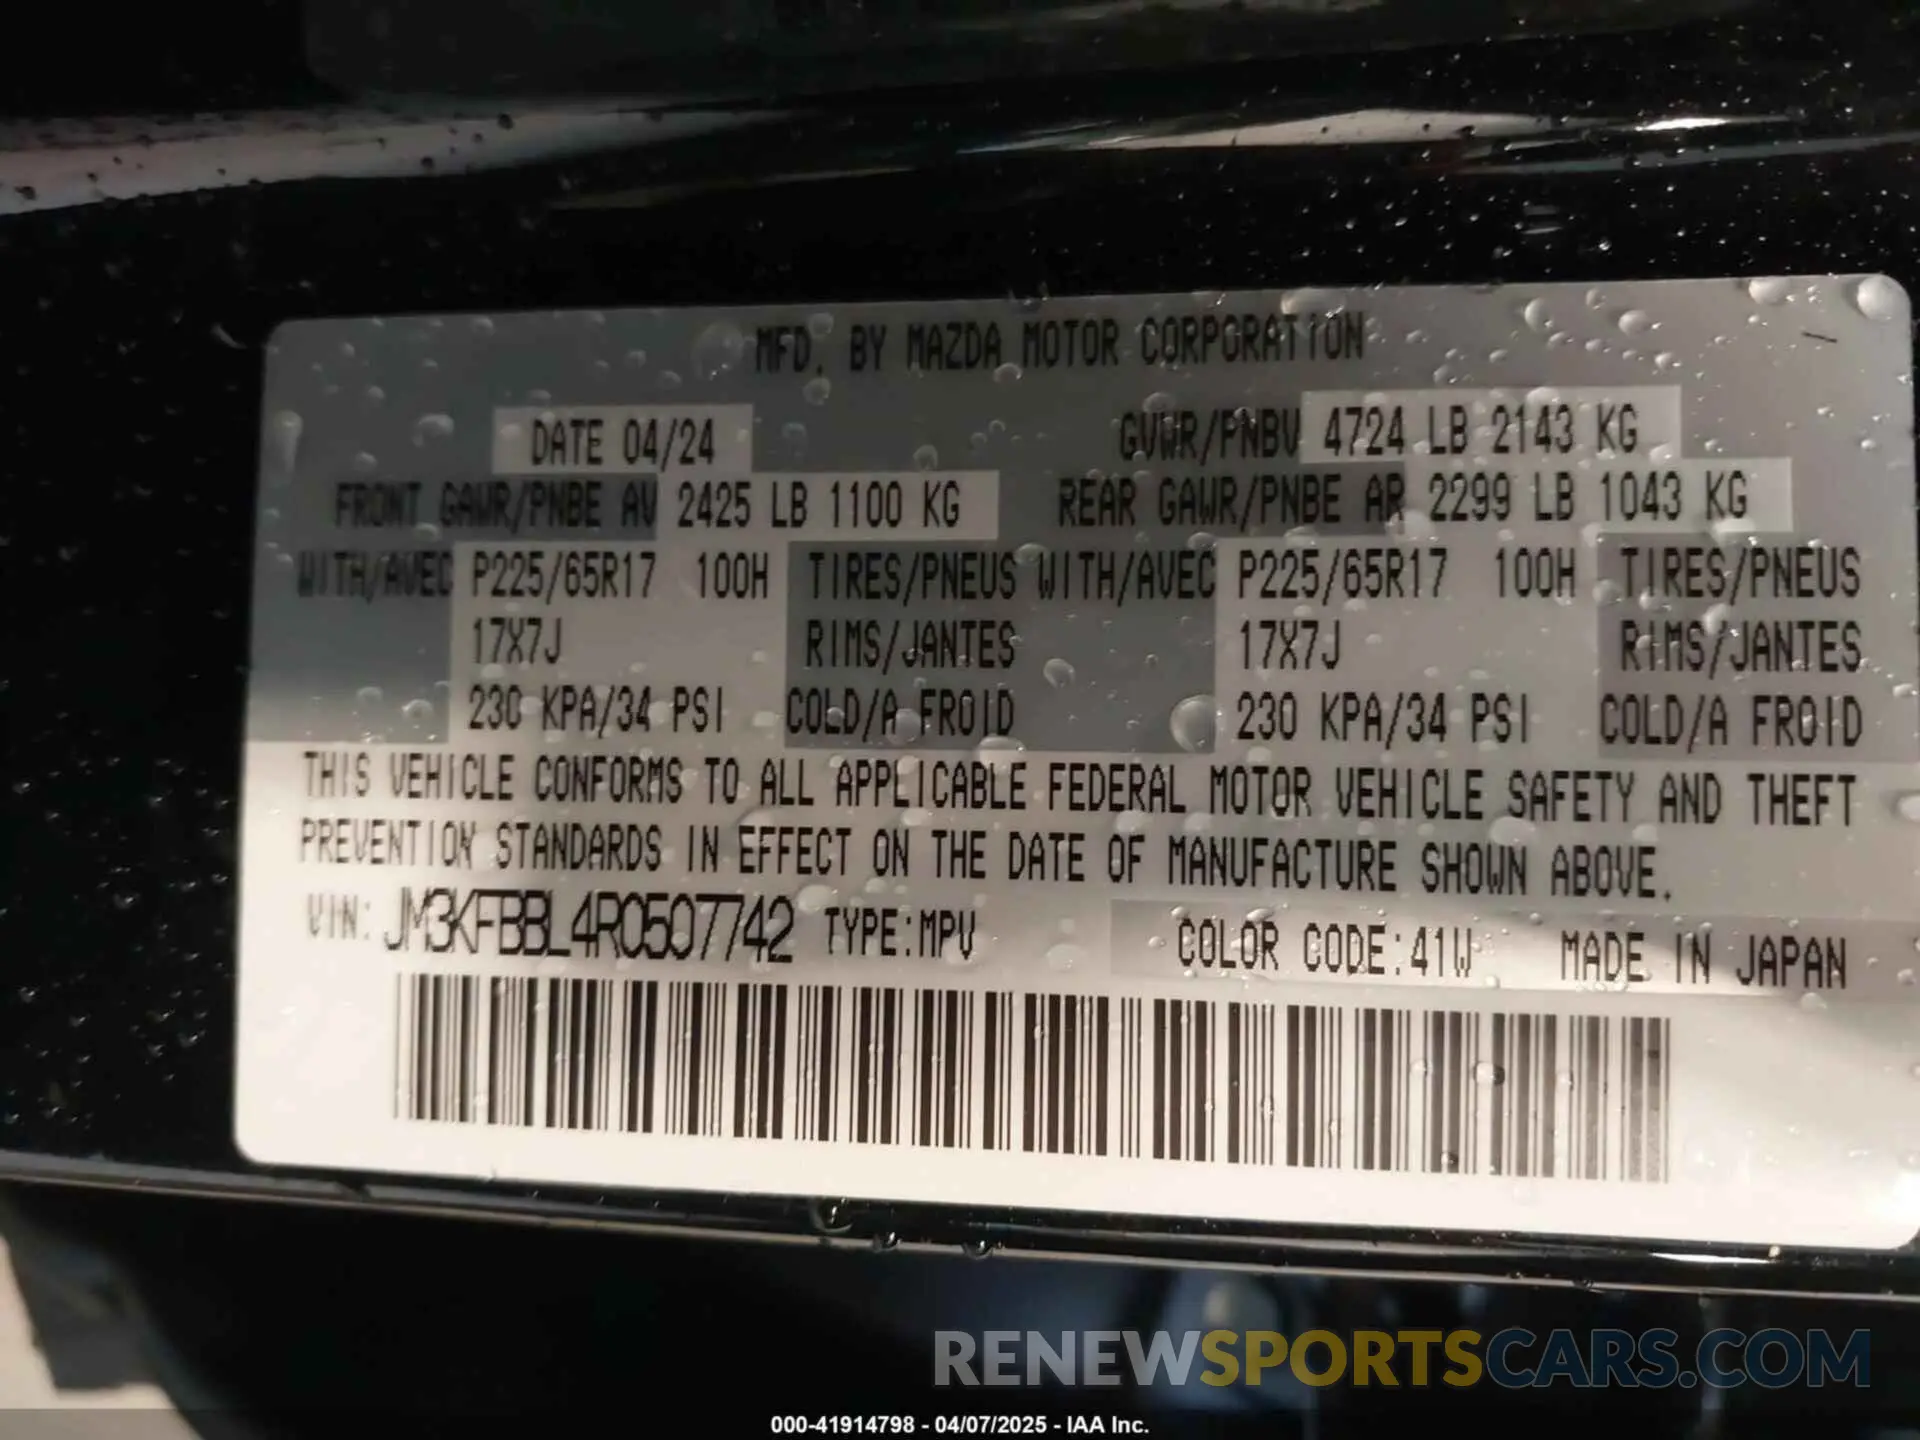 MFD. BY MAZDA MOTOR CORPORATION
DATE 04/24 GVWR/PNBV 4724 LB 2143 KG
FRONT GAWR/PNBE AV 2425 LB 1100 KG REAR GAWR/PNBE AR 2299 LB 1043 KG
WITH/AVEC P225/65R17 100H TIRES/PNEUS WITH/AVEC P225/65R17 100H TIRES/PNEUS
17X7J RIMS/JANTES 17X7J RIMS/JANTES
230 KPA/34 PSI COLD/A FROID 230 KPA/34 PSI COLD/A FROID
THIS VEHICLE CONFORMS TO ALL APPLICABLE FEDERAL MOTOR VEHICLE SAFETY AND THEFT
PREVENTION STANDARDS IN EFFECT ON THE DATE OF MANUFACTURE SHOWN ABOVE.
VIN: JM3KFBBL4R0507742 TYPE:MPV COLOR CODE:41W MADE IN JAPAN
RENEWSPORTSCARS.COM
000-41914798 - 04/07/2025 - IAA Inc.